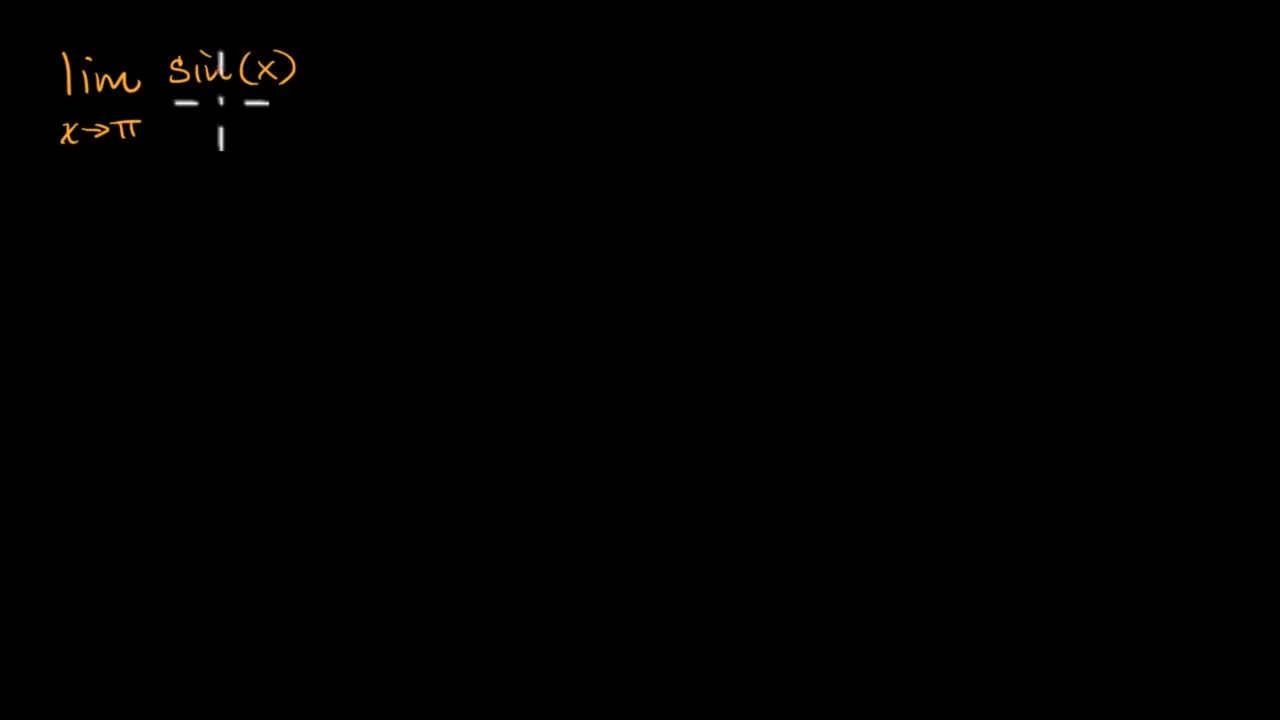 lim sin(x)
x→π